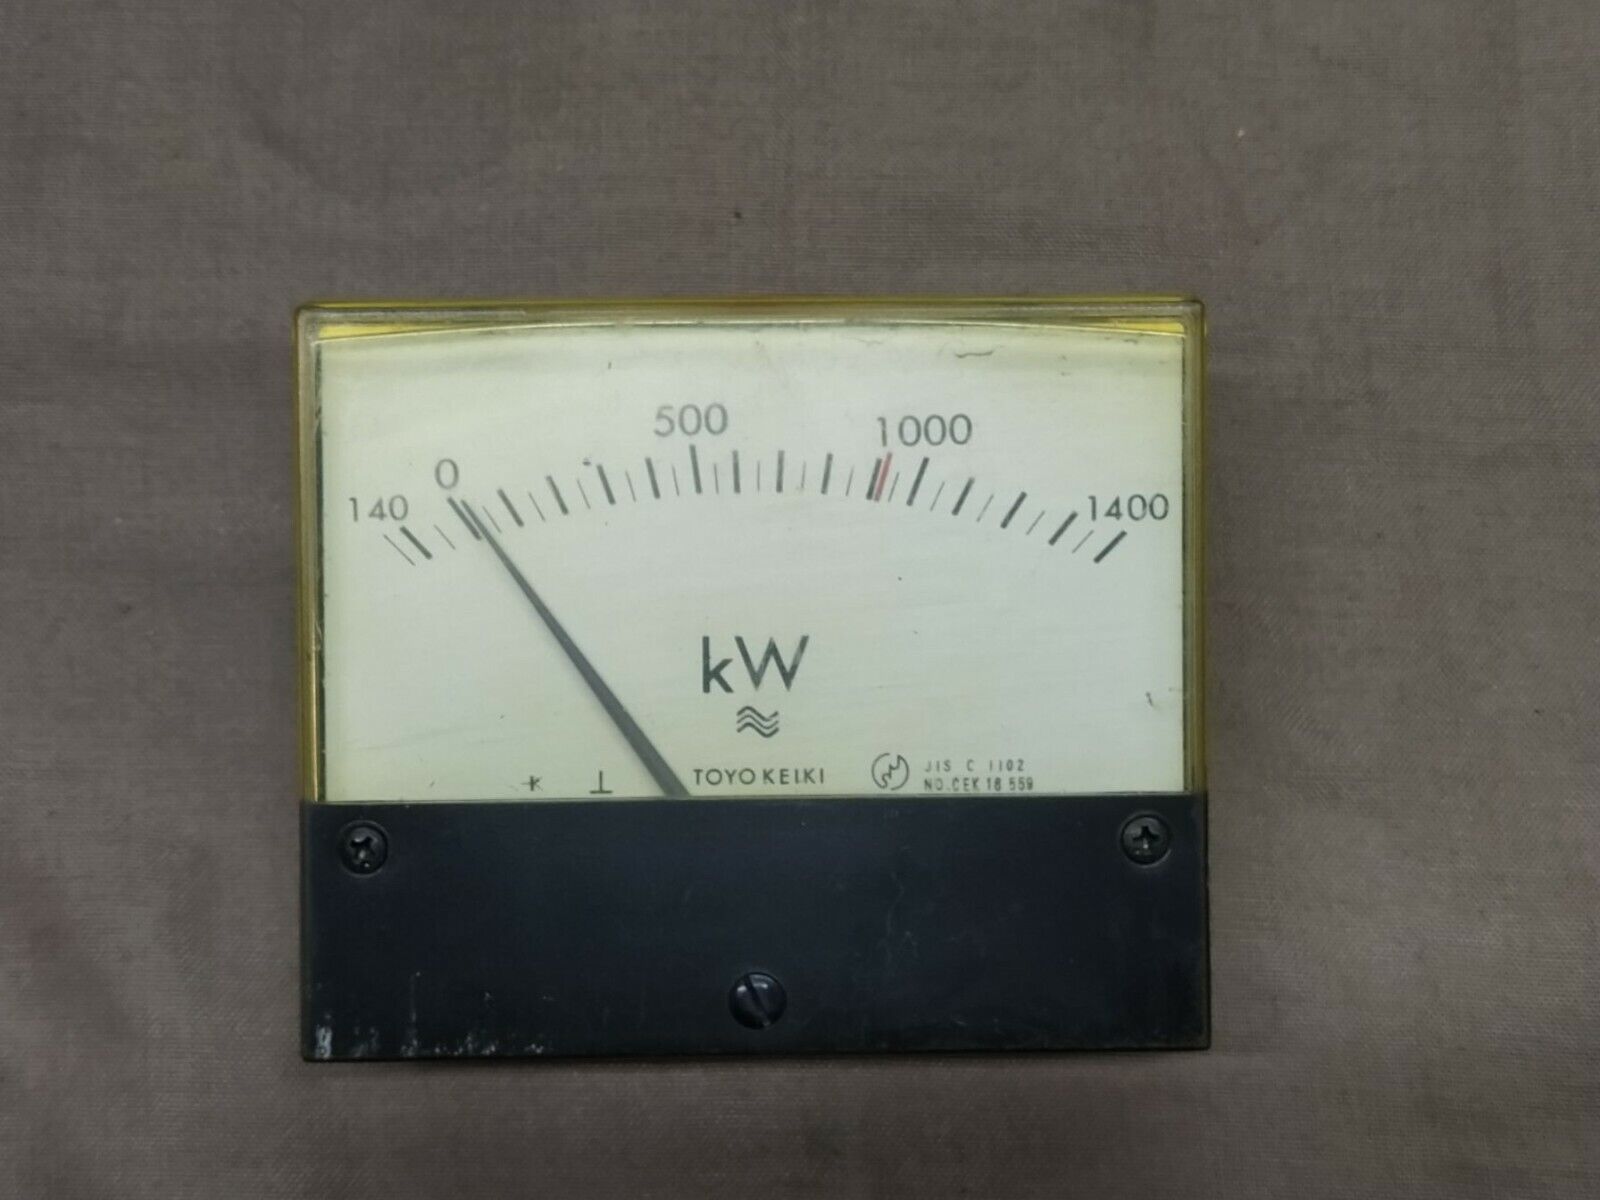 140 0 500 1000 1400
kW
TOYO KEIKI
JIS C 1102
NO.CEK 18 559